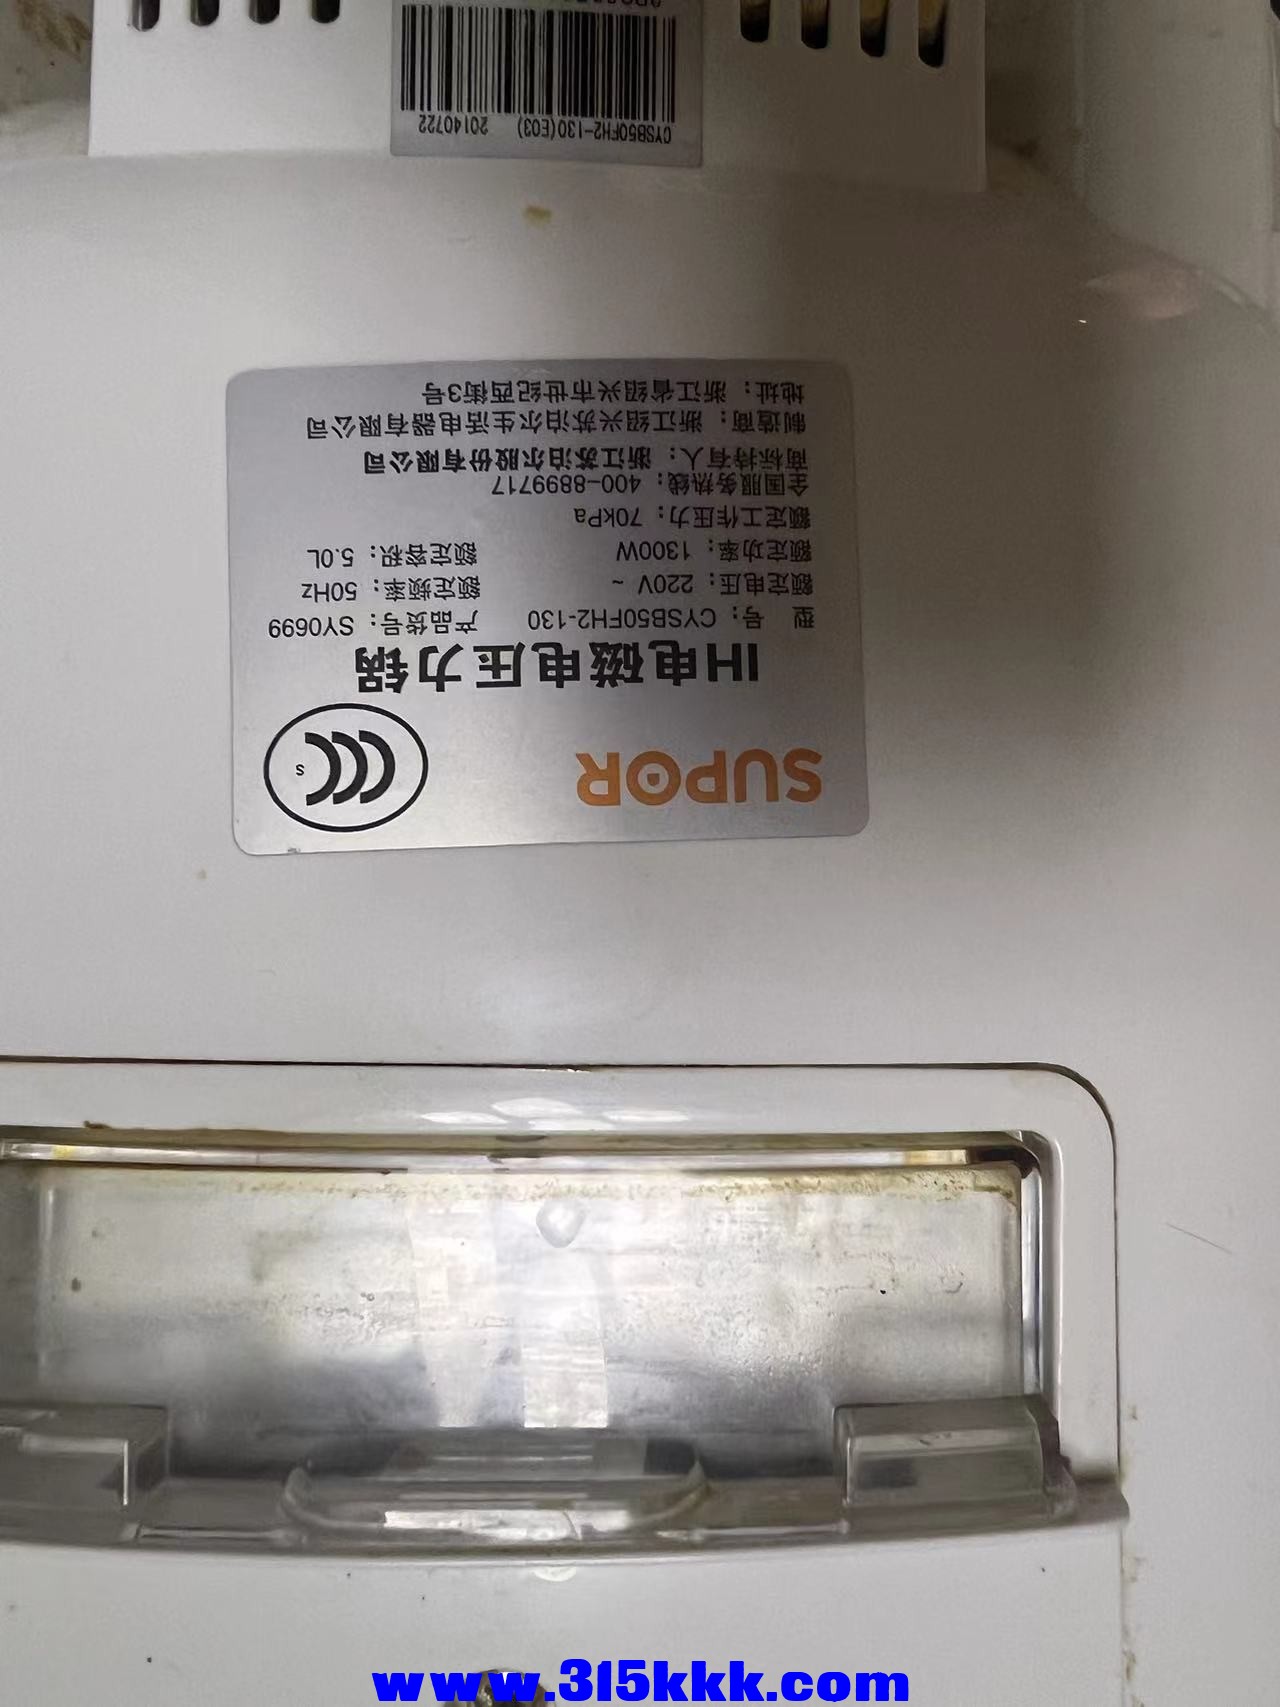 SUPOR
CCC S
IH电磁电压力锅
型 号：CYSB50FH2-130 产品货号：SY0699
额定电压：220V ~ 额定频率：50Hz
额定功率：1300W 额定容积：5.0L
额定工作压力：70kPa
全国服务热线：400-8899717
商标持有人：浙江苏泊尔股份有限公司
制造商：浙江绍兴苏泊尔生活电器有限公司
地址：浙江省绍兴市世纪西街3号
CYSB50FH2-130(E03) 20140722
www.315kkk.com